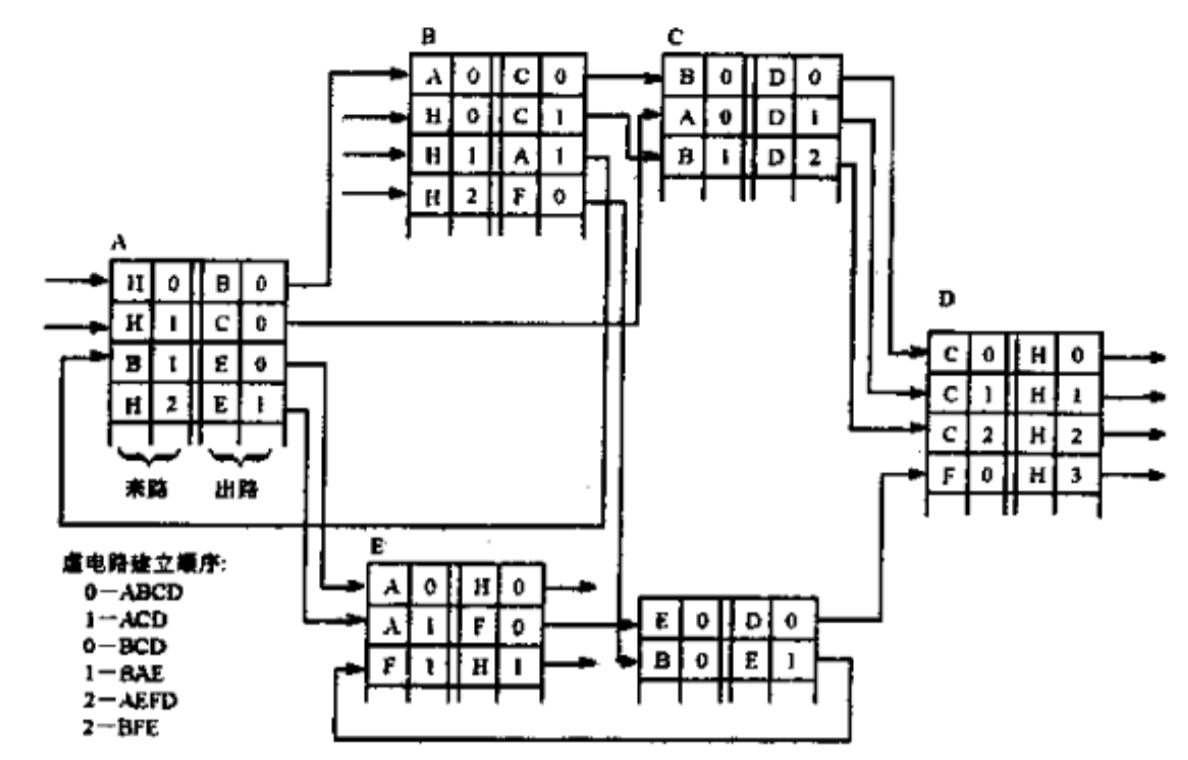 B
A 0 C 0
H 0 C 1
H 1 A 1
H 2 F 0
C
B 0 D 0
A 0 D 1
B 1 D 2
A
H 0 B 0
H 1 C 0
B 1 E 0
H 2 E 1
来路 出路
D
C 0 H 0
C 1 H 1
C 2 H 2
F 0 H 3
E
A 0 H 0
A 1 F 0
F 1 H 1
E 0 D 0
B 0 E 1
虚电路建立顺序:
0—ABCD
1—ACD
0—BCD
1—BAE
2—AEFD
2—BFE